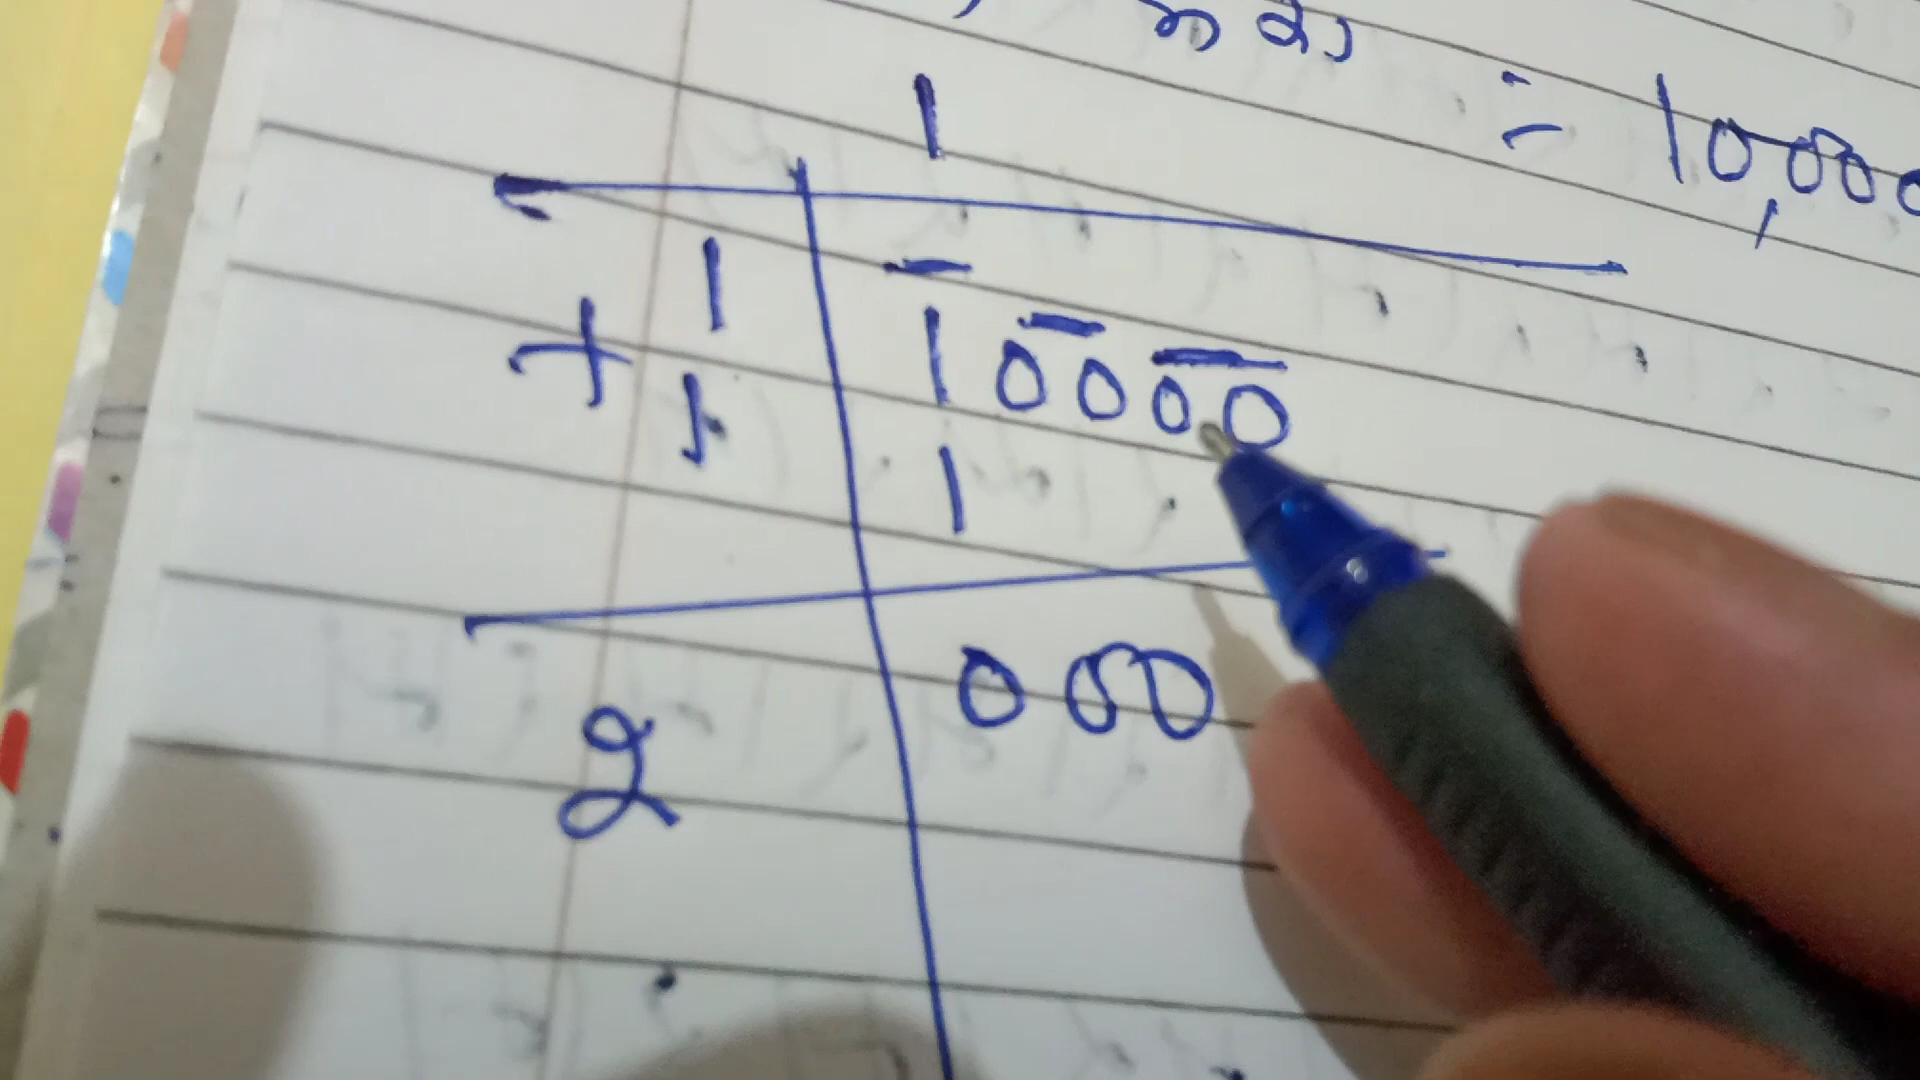 = 10,000
1
1 10000
+ 1 1
2 000